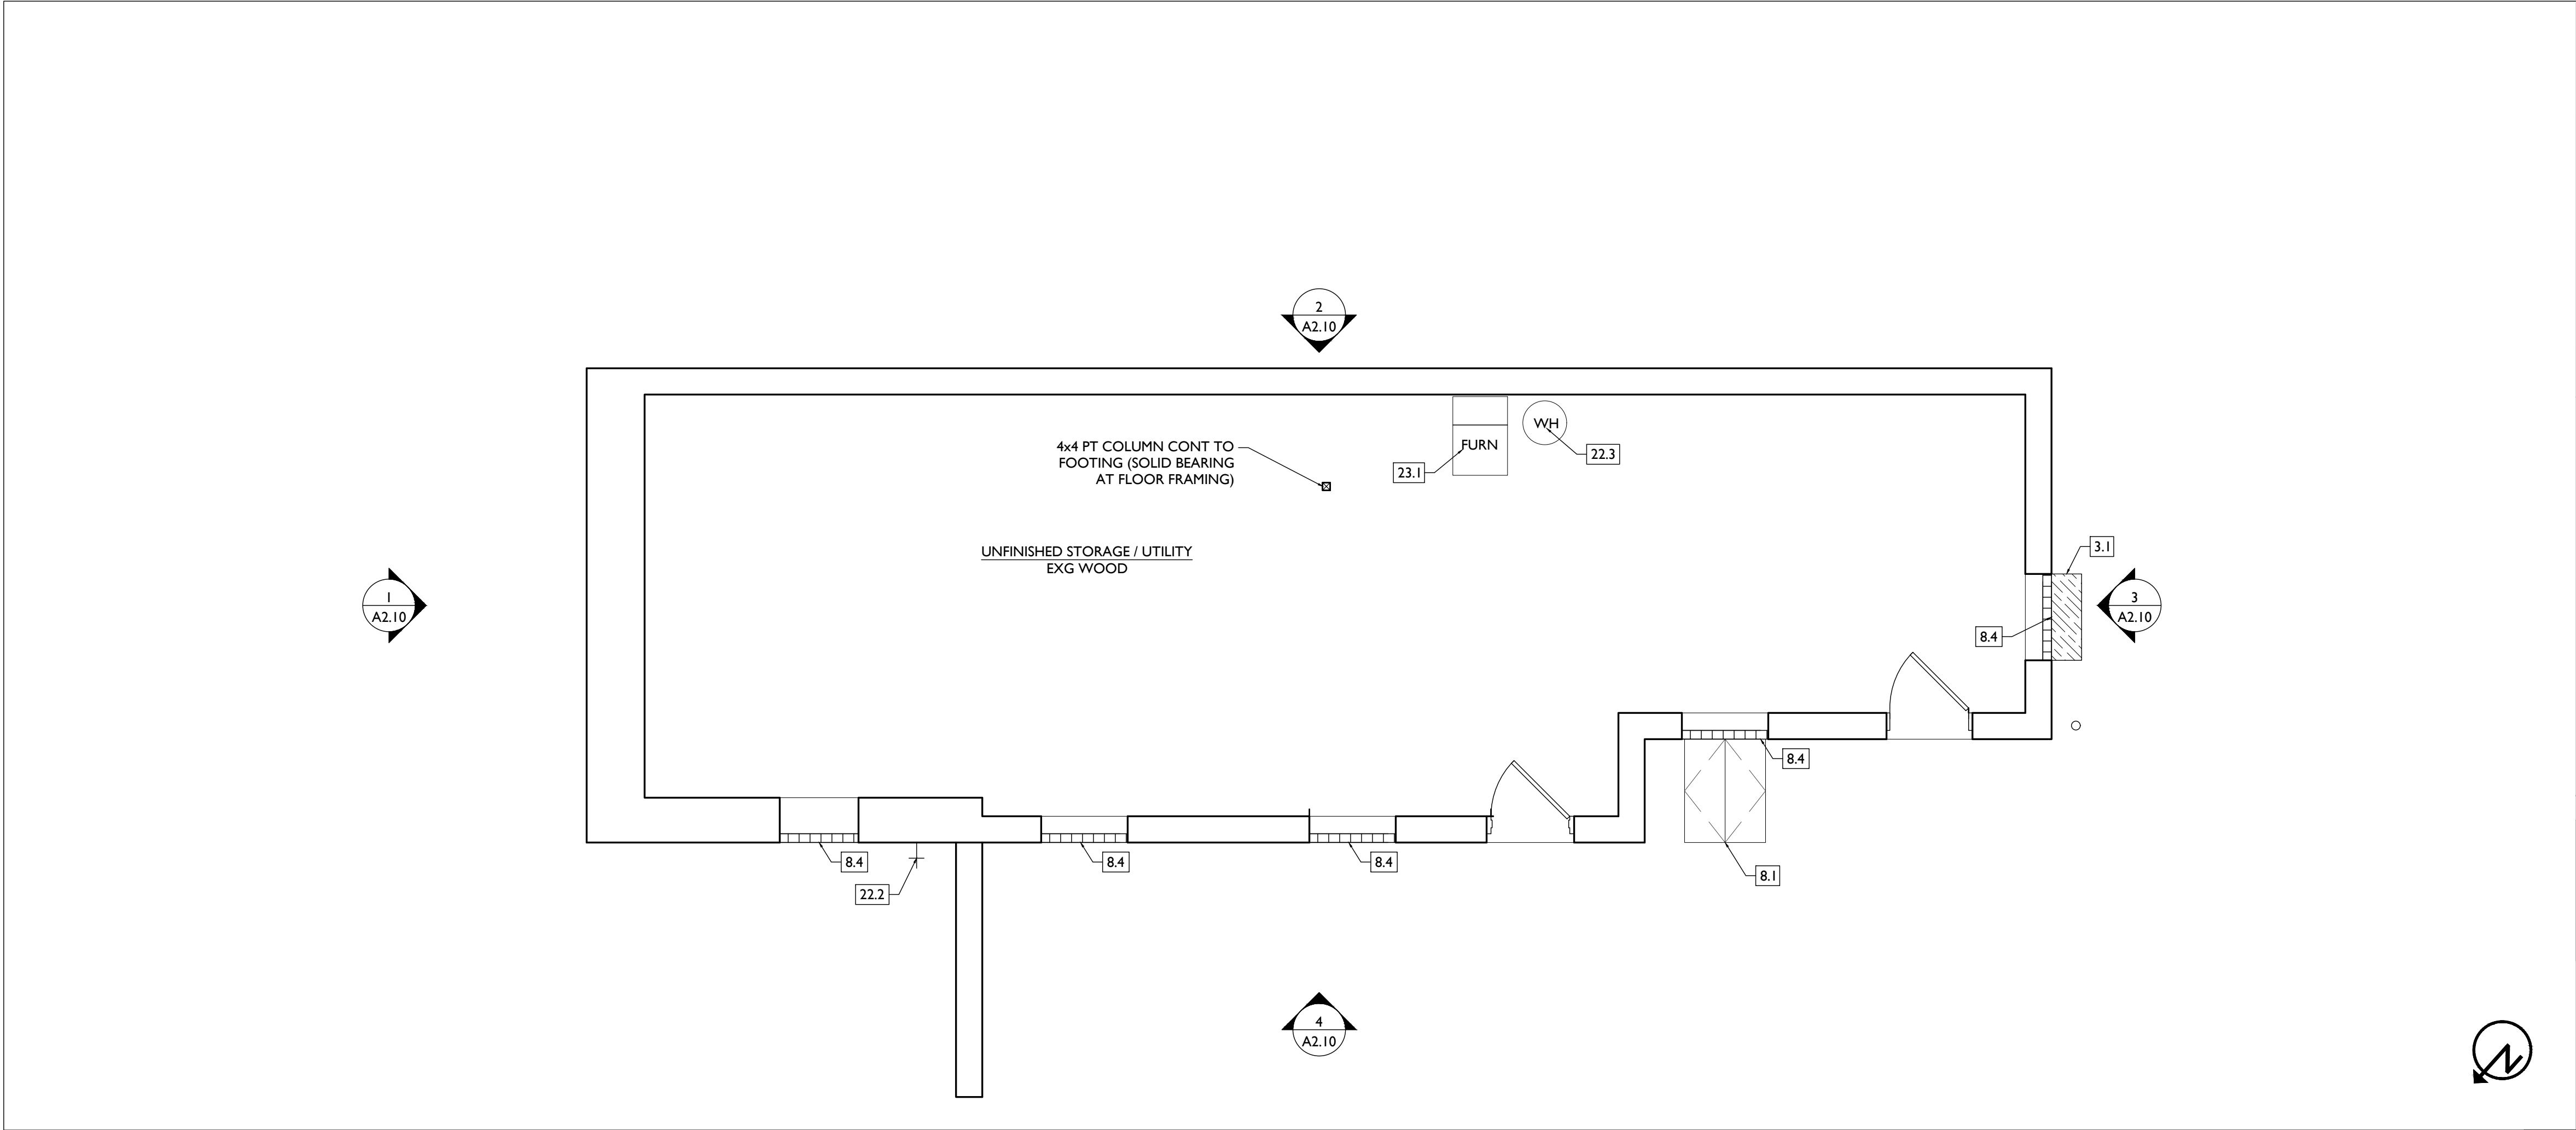 2
A2.10
4x4 PT COLUMN CONT TO
FOOTING (SOLID BEARING
AT FLOOR FRAMING)
WH
FURN
22.3
23.1
UNFINISHED STORAGE / UTILITY
EXG WOOD
3.1
1
A2.10
3
A2.10
8.4
8.4
8.4
8.4
8.4
8.1
22.2
4
A2.10
N